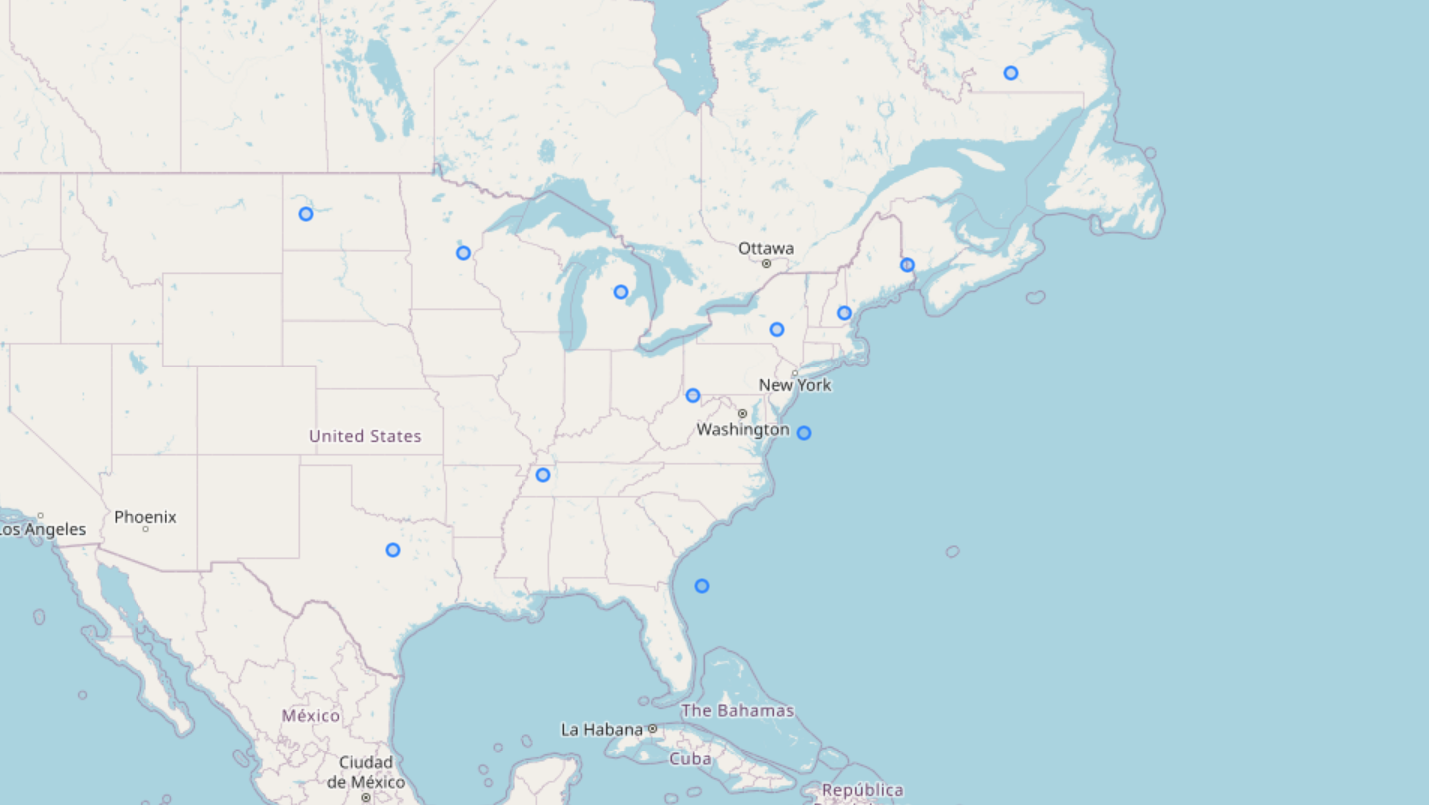 Ottawa
New York
Washington
United States
Phoenix
Los Angeles
The Bahamas
México
La Habana
Cuba
Ciudad
de México
República